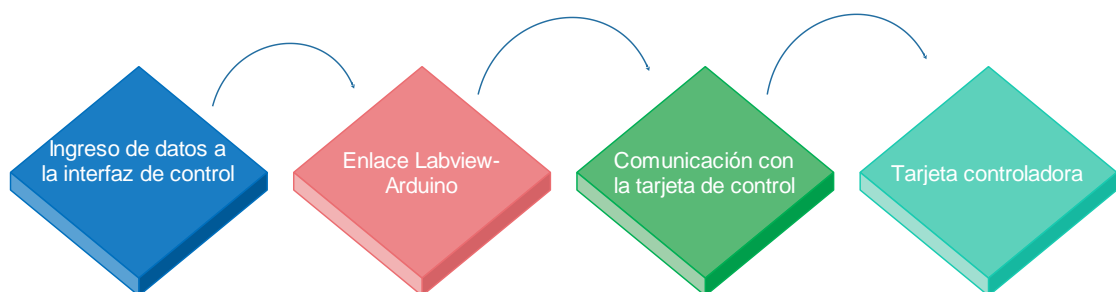 Ingreso de datos a
la interfaz de control
Enlace Labview-
Arduino
Comunicación con
la tarjeta de control
Tarjeta controladora